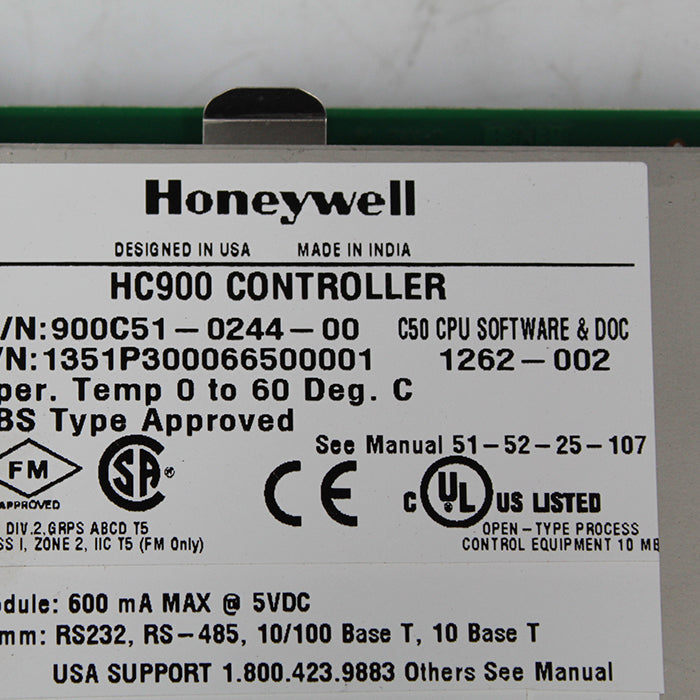 Honeywell
DESIGNED IN USA MADE IN INDIA
HC900 CONTROLLER
/N:900C51-0244-00 C50 CPU SOFTWARE & DOC
/N:1351P300066500001 1262-002
per. Temp 0 to 60 Deg. C
BS Type Approved
See Manual 51-52-25-107
FM
APPROVED
SA ®
CE
C UL US LISTED
DIV.2,GRPS ABCD T5
SS I, ZONE 2, IIC T5 (FM Only)
OPEN-TYPE PROCESS
CONTROL EQUIPMENT 10 ME
odule: 600 mA MAX @ 5VDC
mm: RS232, RS-485, 10/100 Base T, 10 Base T
USA SUPPORT 1.800.423.9883 Others See Manual